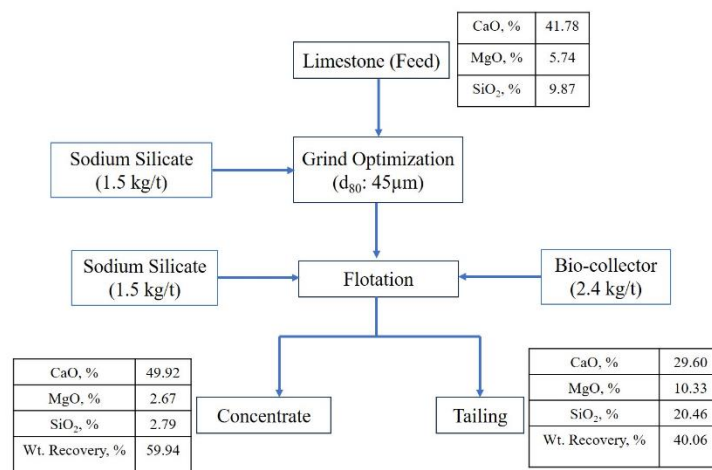 Limestone (Feed)
CaO, % 41.78
MgO, % 5.74
SiO₂, % 9.87
Sodium Silicate
(1.5 kg/t)
Grind Optimization
(d₈₀: 45µm)
Sodium Silicate
(1.5 kg/t)
Flotation
Bio-collector
(2.4 kg/t)
CaO, % 49.92
MgO, % 2.67
SiO₂, % 2.79
Wt. Recovery, % 59.94
Concentrate
Tailing
CaO, % 29.60
MgO, % 10.33
SiO₂, % 20.46
Wt. Recovery, % 40.06